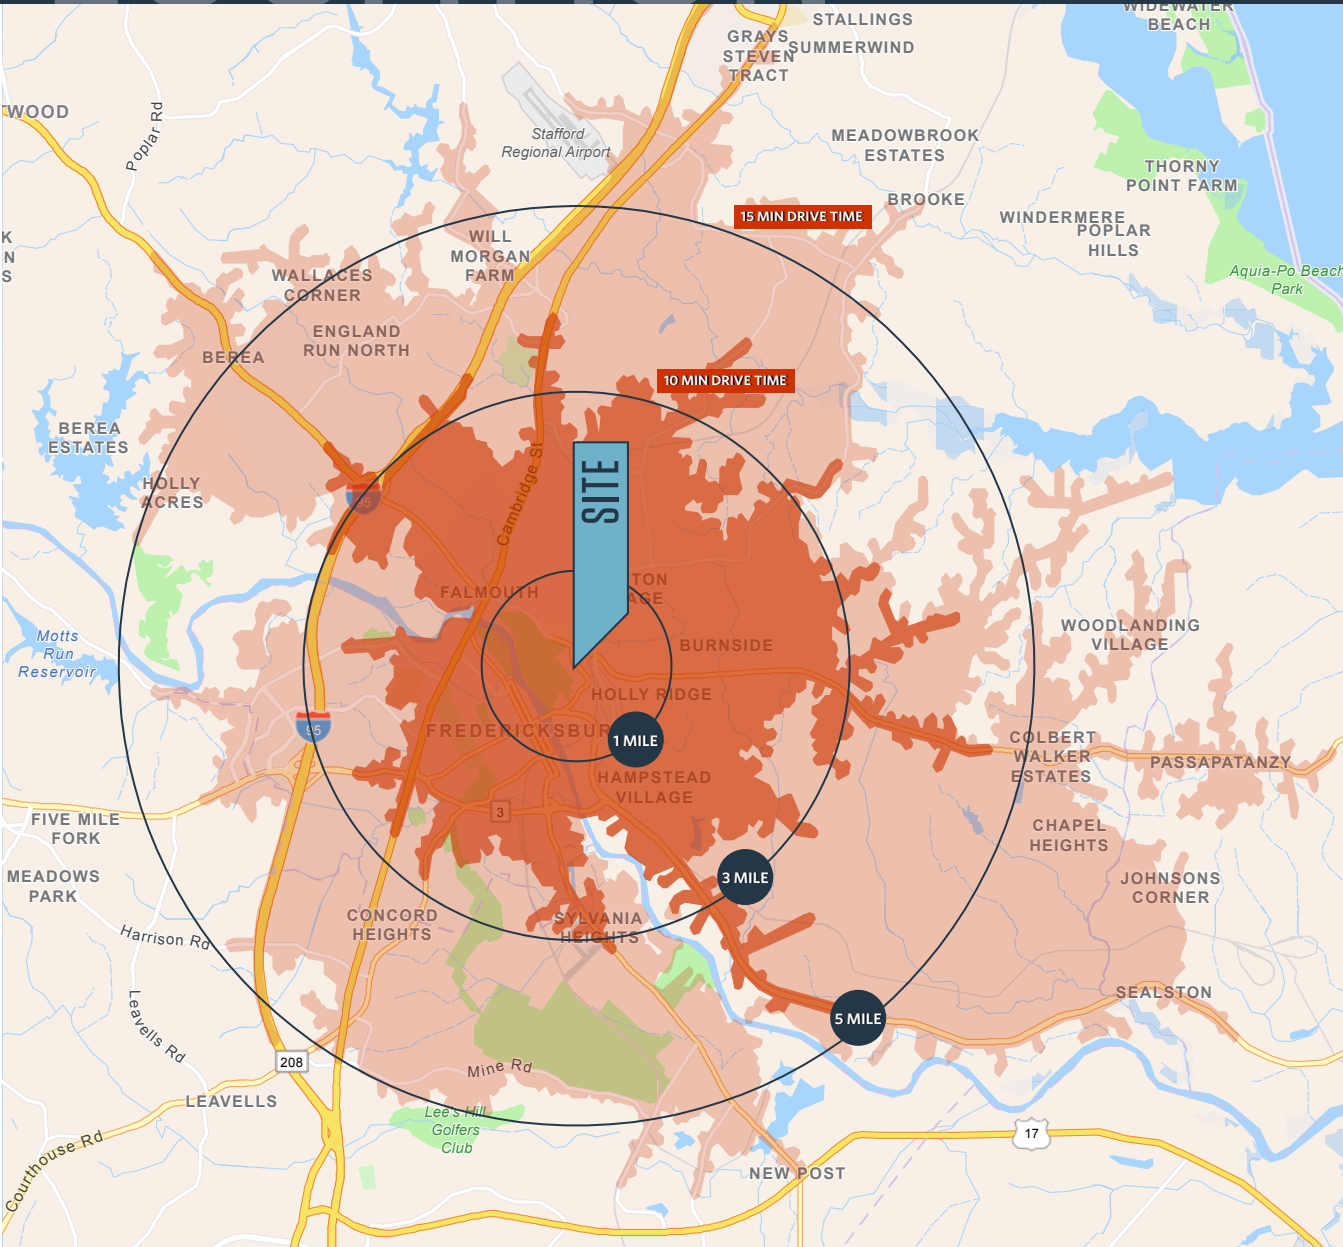 WIDEWATER
BEACH
STALLINGS
GRAYS
STEVEN
TRACT
SUMMERWIND
TWOOD
Poplar Rd
Stafford
Regional Airport
MEADOWBROOK
ESTATES
THORNY
POINT FARM
BROOKE
15 MIN DRIVE TIME
WINDERMERE
POPLAR
HILLS
K
N
S
WILL
MORGAN
FARM
WALLACES
CORNER
Aquia-Po Beach
Park
ENGLAND
RUN NORTH
BEREA
10 MIN DRIVE TIME
BEREA
ESTATES
Cambridge St
SITE
HOLLY
ACRES
95
FALMOUTH
TON
AGE
Motts
Run
Reservoir
BURNSIDE
WOODLANDING
VILLAGE
HOLLY RIDGE
95
FREDERICKSBUR
1 MILE
COLBERT
WALKER
ESTATES
PASSAPATANZY
HAMPSTEAD
VILLAGE
3
FIVE MILE
FORK
CHAPEL
HEIGHTS
MEADOWS
PARK
3 MILE
JOHNSONS
CORNER
CONCORD
HEIGHTS
SYLVANIA
HEIGHTS
Harrison Rd
Leavells Rd
SEALSTON
5 MILE
208
Mine Rd
LEAVELLS
Lee's Hill
Golfers
Club
17
Courthouse Rd
NEW POST